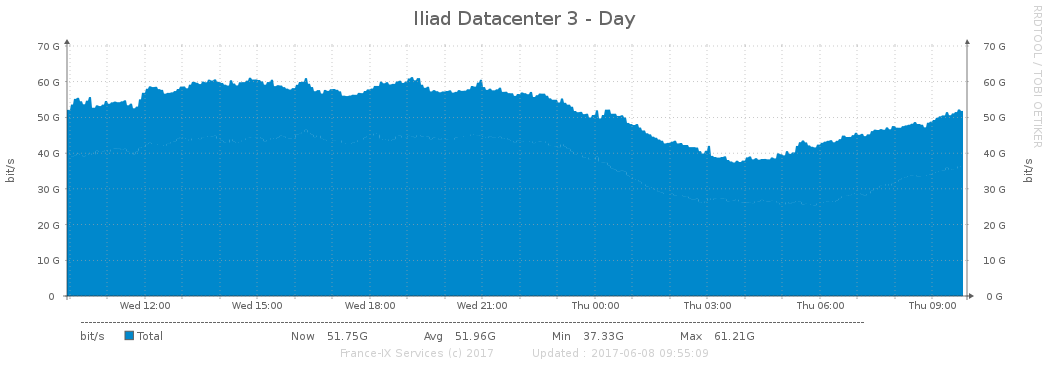 Iliad Datacenter 3 - Day
RRDTOOL / TOBI OETIKER
70 G 70 G
60 G 60 G
50 G 50 G
40 G 40 G
30 G 30 G
20 G 20 G
10 G 10 G
0 0 G
bit/s bit/s
Wed 12:00 Wed 15:00 Wed 18:00 Wed 21:00 Thu 00:00 Thu 03:00 Thu 06:00 Thu 09:00
bit/s Total Now 51.75G Avg 51.96G Min 37.33G Max 61.21G
France-IX Services (c) 2017 Updated : 2017-06-08 09:55:09